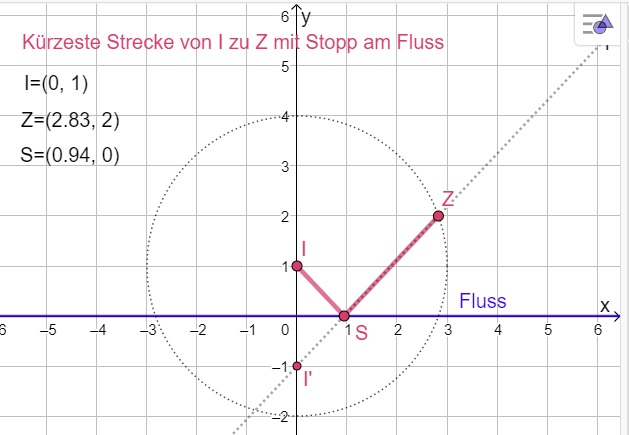 y
6
Kürzeste Strecke von I zu Z mit Stopp am Fluss
5
I=(0, 1)
4
Z=(2.83, 2)
S=(0.94, 0)
3
Z
2
I
1
Fluss
x
6 –5 –4 –3 –2 –1 0 1 2 3 4 5 6
S
–1
I'
–2